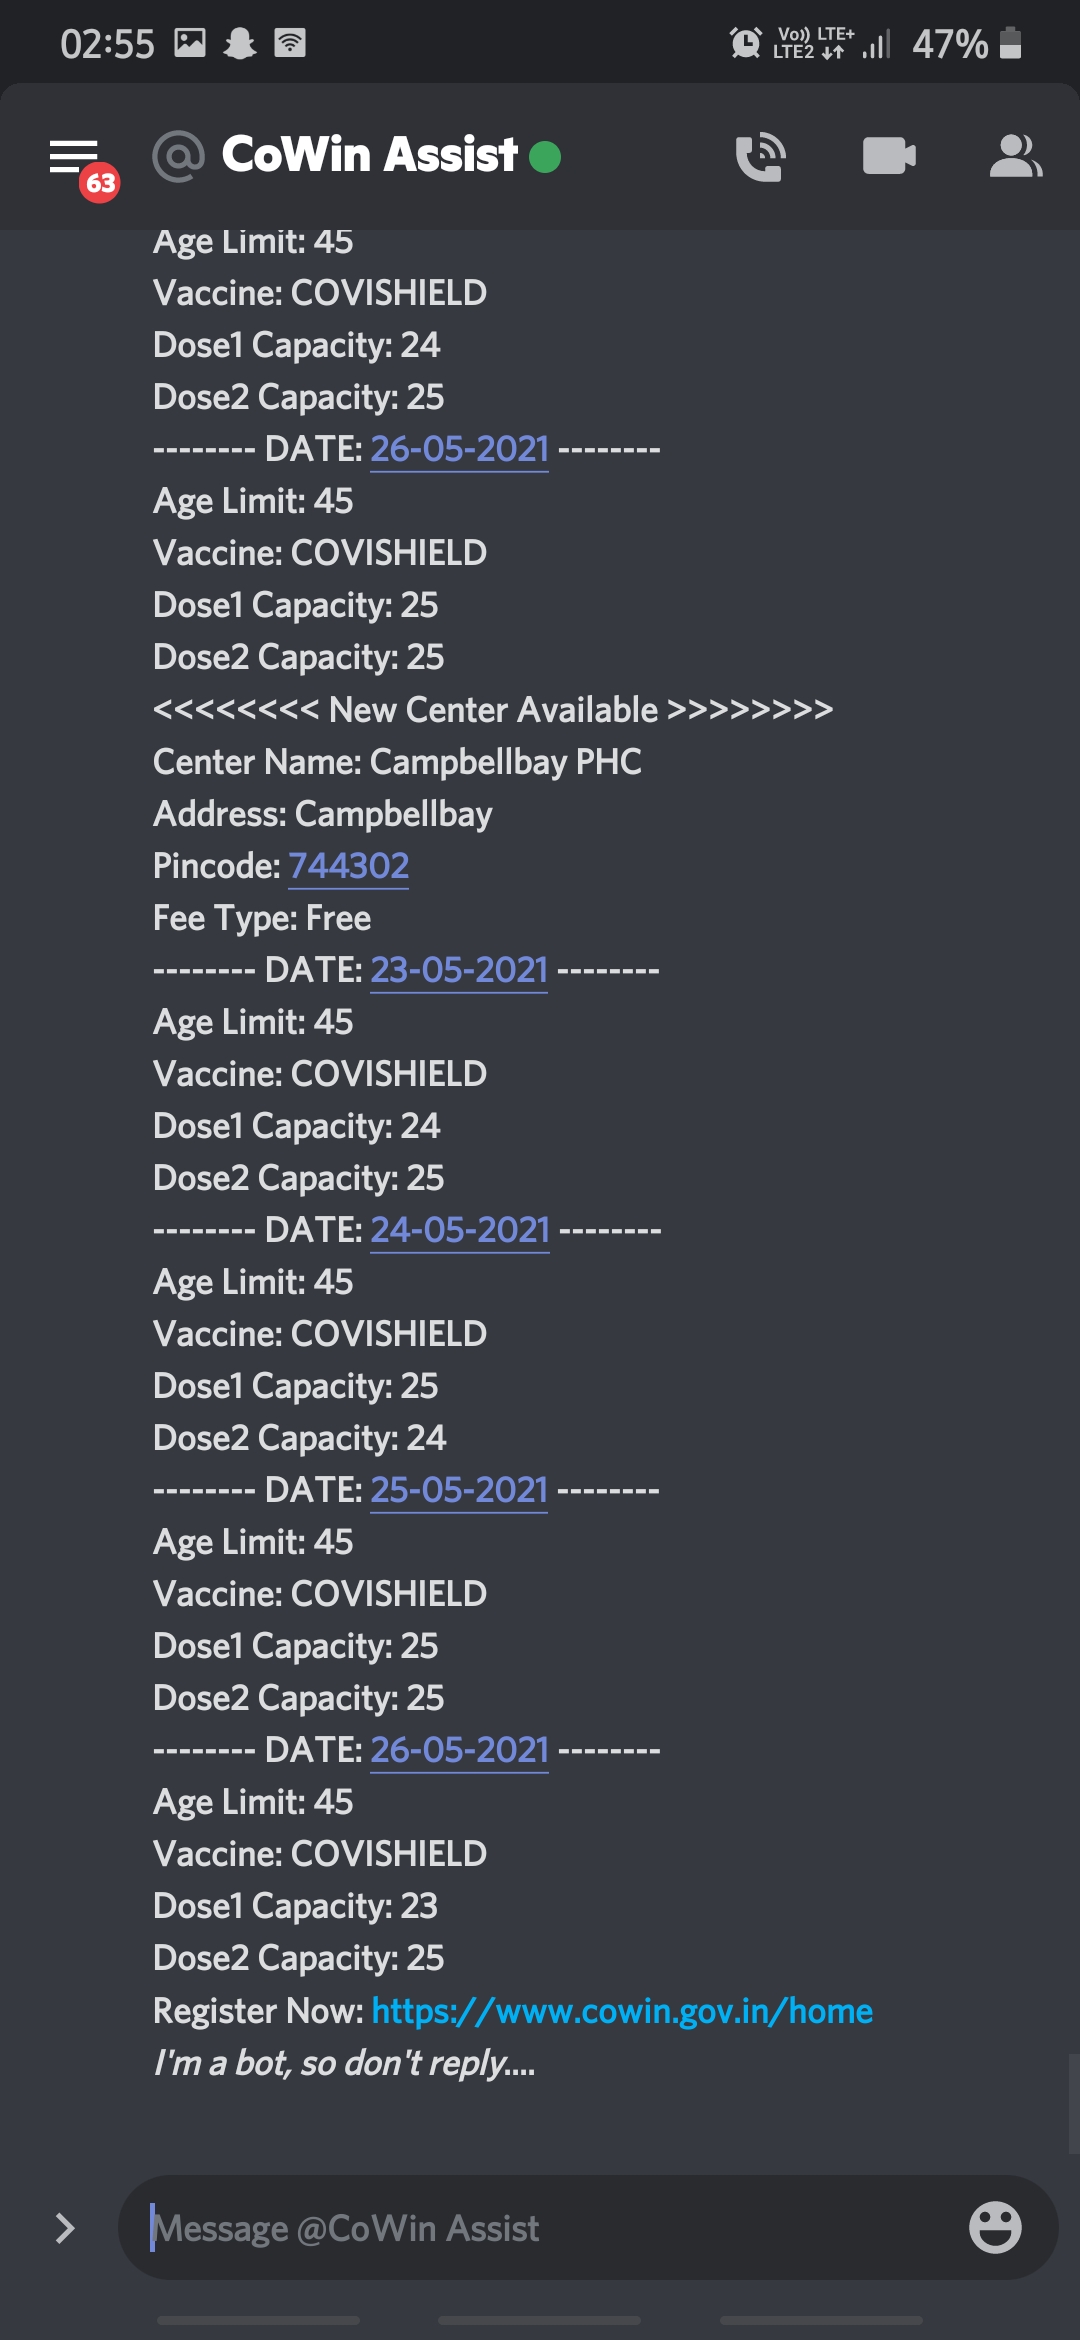 02:55
Vo)) LTE+
LTE2
47%
63
@ CoWin Assist
Age Limit: 45
Vaccine: COVISHIELD
Dose1 Capacity: 24
Dose2 Capacity: 25
-------- DATE: 26-05-2021 --------
Age Limit: 45
Vaccine: COVISHIELD
Dose1 Capacity: 25
Dose2 Capacity: 25
<<<<<<<< New Center Available >>>>>>>>
Center Name: Campbellbay PHC
Address: Campbellbay
Pincode: 744302
Fee Type: Free
-------- DATE: 23-05-2021 --------
Age Limit: 45
Vaccine: COVISHIELD
Dose1 Capacity: 24
Dose2 Capacity: 25
-------- DATE: 24-05-2021 --------
Age Limit: 45
Vaccine: COVISHIELD
Dose1 Capacity: 25
Dose2 Capacity: 24
-------- DATE: 25-05-2021 --------
Age Limit: 45
Vaccine: COVISHIELD
Dose1 Capacity: 25
Dose2 Capacity: 25
-------- DATE: 26-05-2021 --------
Age Limit: 45
Vaccine: COVISHIELD
Dose1 Capacity: 23
Dose2 Capacity: 25
Register Now: https://www.cowin.gov.in/home
I'm a bot, so don't reply....
Message @CoWin Assist